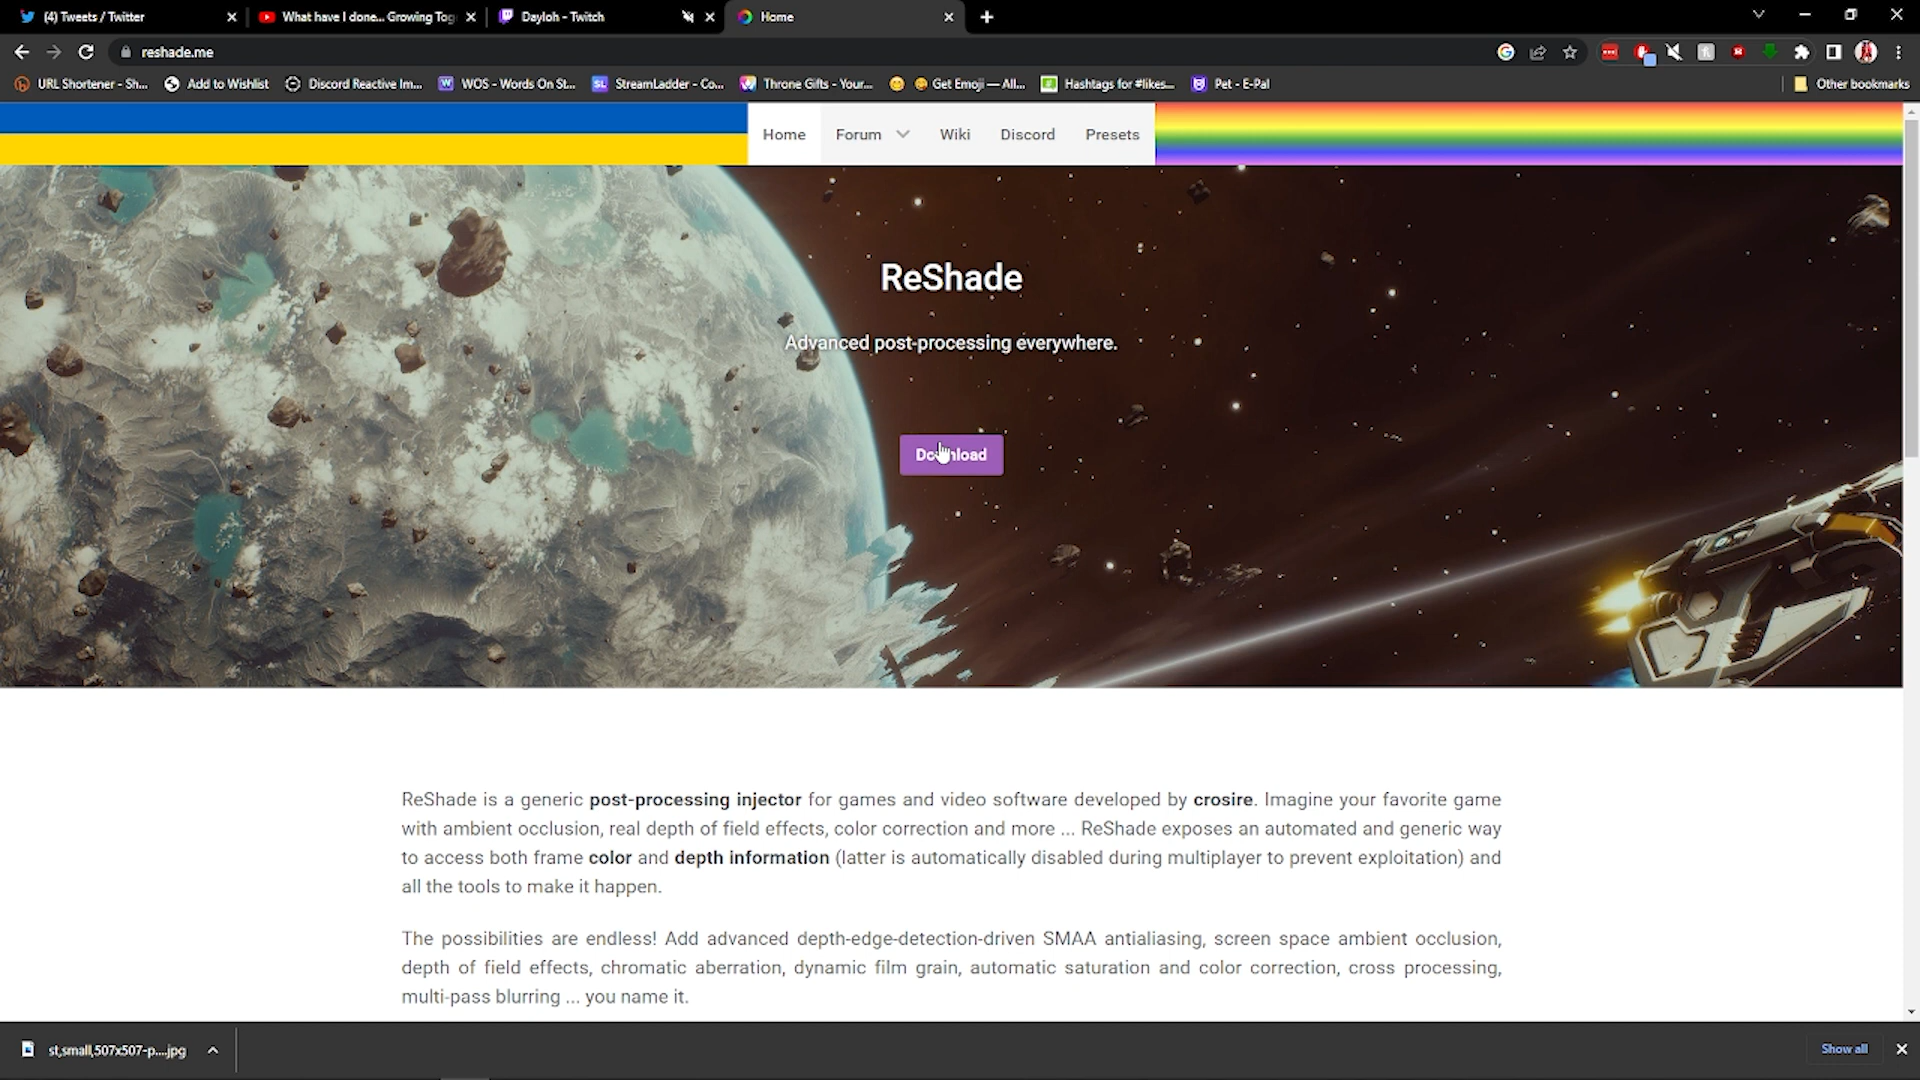 (4) Tweets / Twitter
What have I done... Growing Tog
Dayloh - Twitch
Home
reshade.me
URL Shortener - Sh...
Add to Wishlist
Discord Reactive Im...
WOS - Words On St...
StreamLadder - Co...
Throne Gifts - Your...
Get Emoji — All...
Hashtags for #likes...
Pet - E-Pal
Other bookmarks
Home
Forum
Wiki
Discord
Presets
ReShade
Advanced post-processing everywhere.
Download
ReShade is a generic post-processing injector for games and video software developed by crosire. Imagine your favorite game
with ambient occlusion, real depth of field effects, color correction and more ... ReShade exposes an automated and generic way
to access both frame color and depth information (latter is automatically disabled during multiplayer to prevent exploitation) and
all the tools to make it happen.
The possibilities are endless! Add advanced depth-edge-detection-driven SMAA antialiasing, screen space ambient occlusion,
depth of field effects, chromatic aberration, dynamic film grain, automatic saturation and color correction, cross processing,
multi-pass blurring ... you name it.
st,small,507x507-p....jpg
Show all